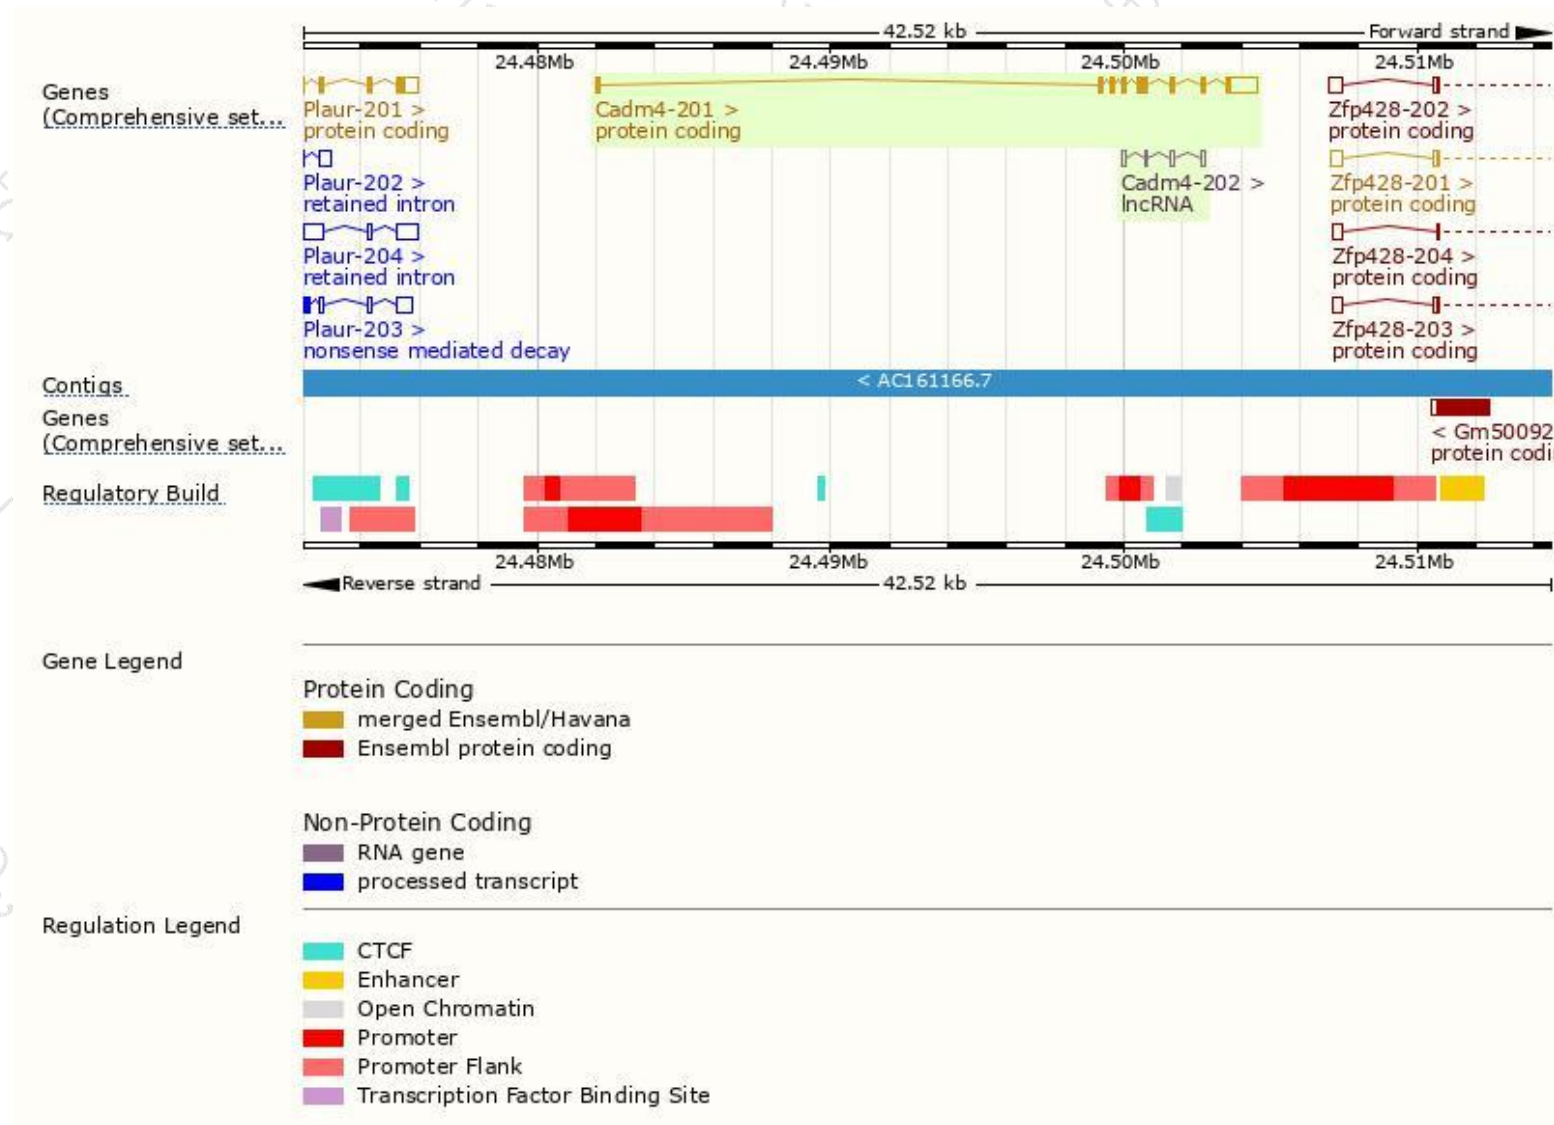 42.52 kb Forward strand
24.48Mb 24.49Mb 24.50Mb 24.51Mb
Genes
(Comprehensive set...
Plaur-201 >
protein coding
Cadm4-201 >
protein coding
Zfp428-202 >
protein coding
Plaur-202 >
retained intron
Cadm4-202 >
lncRNA
Zfp428-201 >
protein coding
Plaur-204 >
retained intron
Zfp428-204 >
protein coding
Plaur-203 >
nonsense mediated decay
Zfp428-203 >
protein coding
Contigs
< AC161166.7
Genes
(Comprehensive set...
< Gm50092
protein codi
Regulatory Build
24.48Mb 24.49Mb 24.50Mb 24.51Mb
Reverse strand 42.52 kb
Gene Legend
Protein Coding
merged Ensembl/Havana
Ensembl protein coding
Non-Protein Coding
RNA gene
processed transcript
Regulation Legend
CTCF
Enhancer
Open Chromatin
Promoter
Promoter Flank
Transcription Factor Binding Site